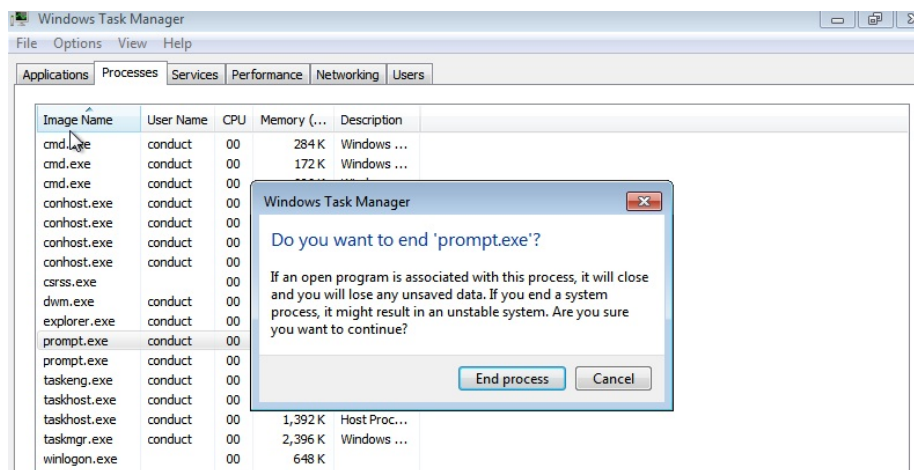 Windows Task Manager
File Options View Help
Applications Processes Services Performance Networking Users
Image Name User Name CPU Memory (... Description
cmd.exe conduct 00 284 K Windows ...
cmd.exe conduct 00 172 K Windows ...
cmd.exe conduct 00
conhost.exe conduct 00
conhost.exe conduct 00
conhost.exe conduct 00
conhost.exe conduct 00
csrss.exe 00
dwm.exe conduct 00
explorer.exe conduct 00
prompt.exe conduct 00
prompt.exe conduct 00
taskeng.exe conduct 00
taskhost.exe conduct 00
taskhost.exe conduct 00 1,392 K Host Proc...
taskmgr.exe conduct 00 2,396 K Windows ...
winlogon.exe 00 648 K
Windows Task Manager
Do you want to end 'prompt.exe'?
If an open program is associated with this process, it will close
and you will lose any unsaved data. If you end a system
process, it might result in an unstable system. Are you sure
you want to continue?
End process Cancel